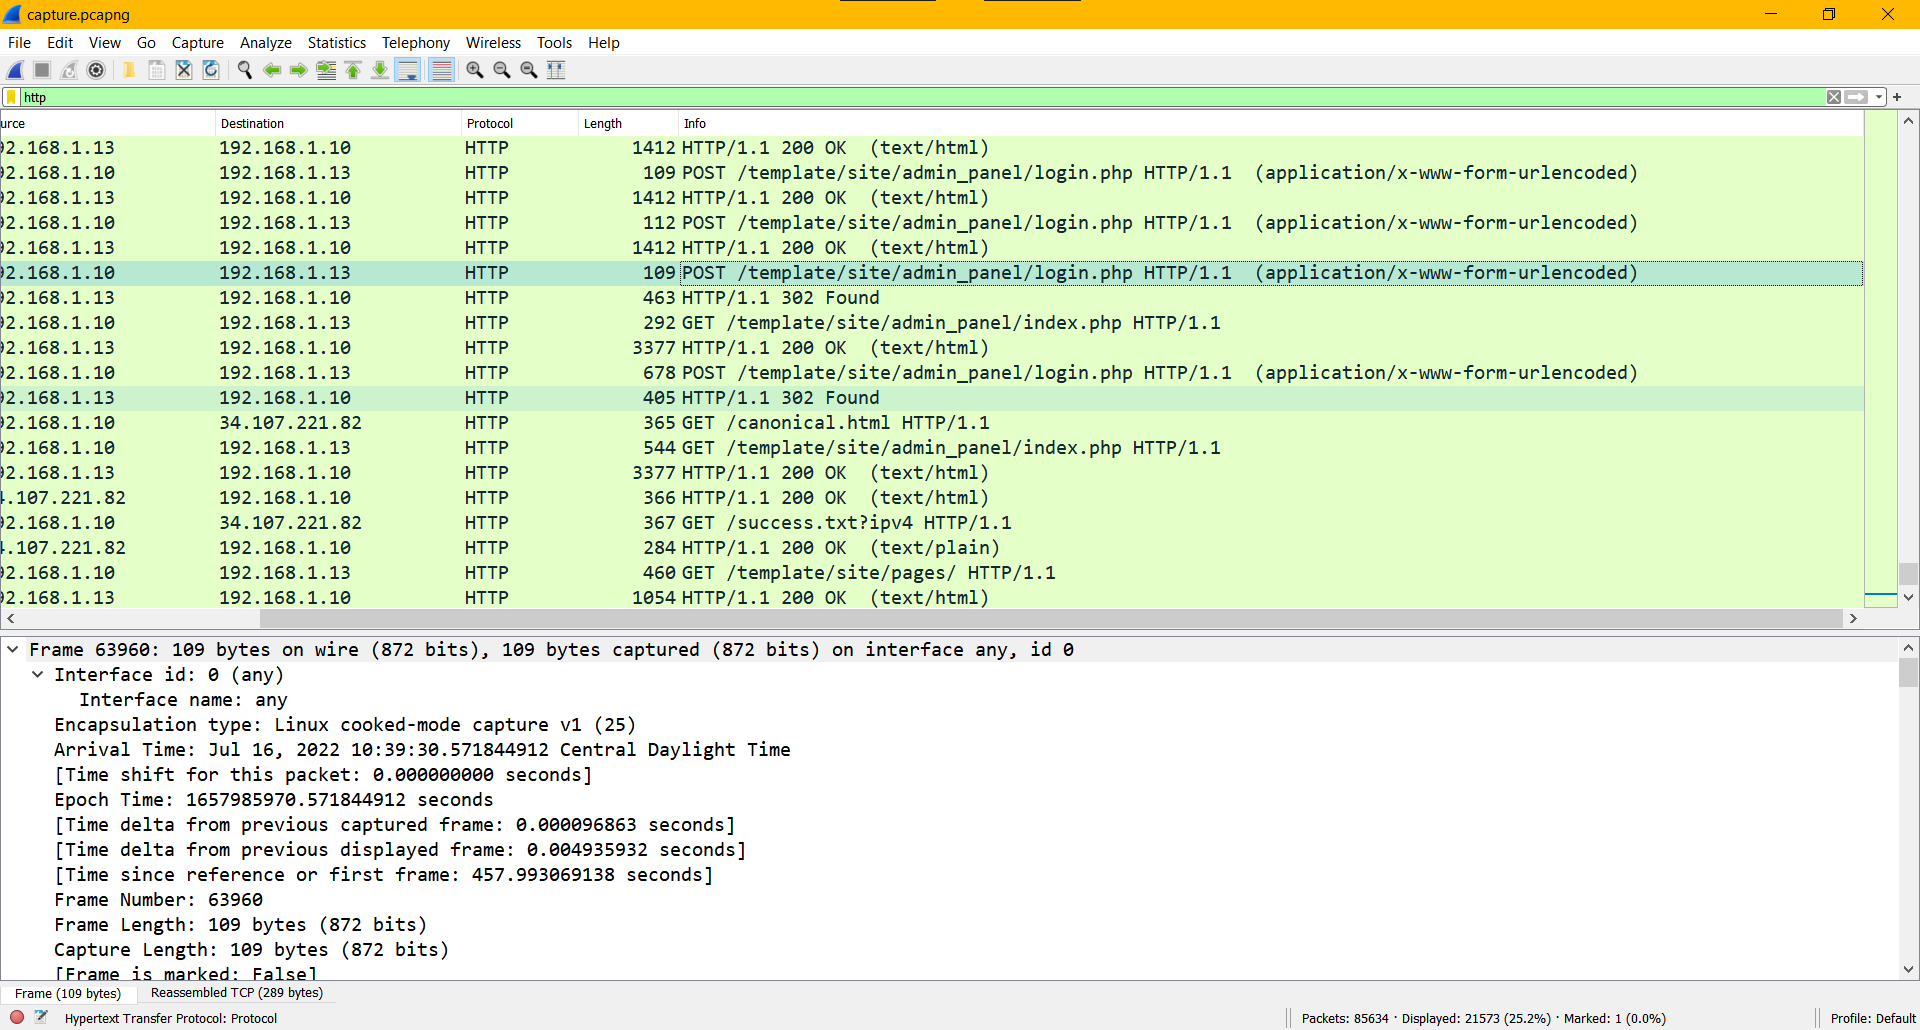 capture.pcapng
File Edit View Go Capture Analyze Statistics Telephony Wireless Tools Help
http
urce Destination Protocol Length Info
92.168.1.13 192.168.1.10 HTTP 1412 HTTP/1.1 200 OK (text/html)
92.168.1.10 192.168.1.13 HTTP 109 POST /template/site/admin_panel/login.php HTTP/1.1 (application/x-www-form-urlencoded)
92.168.1.13 192.168.1.10 HTTP 1412 HTTP/1.1 200 OK (text/html)
92.168.1.10 192.168.1.13 HTTP 112 POST /template/site/admin_panel/login.php HTTP/1.1 (application/x-www-form-urlencoded)
92.168.1.13 192.168.1.10 HTTP 1412 HTTP/1.1 200 OK (text/html)
92.168.1.10 192.168.1.13 HTTP 109 POST /template/site/admin_panel/login.php HTTP/1.1 (application/x-www-form-urlencoded)
92.168.1.13 192.168.1.10 HTTP 463 HTTP/1.1 302 Found
92.168.1.10 192.168.1.13 HTTP 292 GET /template/site/admin_panel/index.php HTTP/1.1
92.168.1.13 192.168.1.10 HTTP 3377 HTTP/1.1 200 OK (text/html)
92.168.1.10 192.168.1.13 HTTP 678 POST /template/site/admin_panel/login.php HTTP/1.1 (application/x-www-form-urlencoded)
92.168.1.13 192.168.1.10 HTTP 405 HTTP/1.1 302 Found
92.168.1.10 34.107.221.82 HTTP 365 GET /canonical.html HTTP/1.1
92.168.1.10 192.168.1.13 HTTP 544 GET /template/site/admin_panel/index.php HTTP/1.1
92.168.1.13 192.168.1.10 HTTP 3377 HTTP/1.1 200 OK (text/html)
4.107.221.82 192.168.1.10 HTTP 366 HTTP/1.1 200 OK (text/html)
92.168.1.10 34.107.221.82 HTTP 367 GET /success.txt?ipv4 HTTP/1.1
4.107.221.82 192.168.1.10 HTTP 284 HTTP/1.1 200 OK (text/plain)
92.168.1.10 192.168.1.13 HTTP 460 GET /template/site/pages/ HTTP/1.1
92.168.1.13 192.168.1.10 HTTP 1054 HTTP/1.1 200 OK (text/html)
Frame 63960: 109 bytes on wire (872 bits), 109 bytes captured (872 bits) on interface any, id 0
Interface id: 0 (any)
Interface name: any
Encapsulation type: Linux cooked-mode capture v1 (25)
Arrival Time: Jul 16, 2022 10:39:30.571844912 Central Daylight Time
[Time shift for this packet: 0.000000000 seconds]
Epoch Time: 1657985970.571844912 seconds
[Time delta from previous captured frame: 0.000096863 seconds]
[Time delta from previous displayed frame: 0.004935932 seconds]
[Time since reference or first frame: 457.993069138 seconds]
Frame Number: 63960
Frame Length: 109 bytes (872 bits)
Capture Length: 109 bytes (872 bits)
[Frame is marked: False]
Frame (109 bytes) Reassembled TCP (289 bytes)
Hypertext Transfer Protocol: Protocol Packets: 85634 · Displayed: 21573 (25.2%) · Marked: 1 (0.0%) Profile: Default